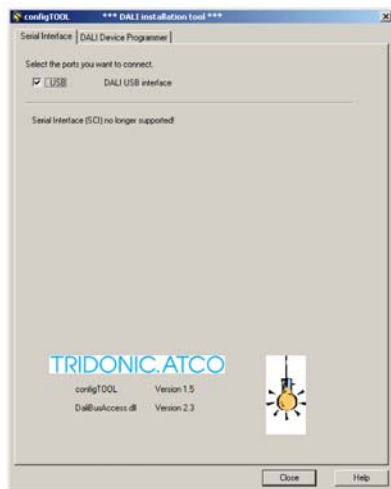 configTOOL *** DALI installation tool ***
Serial Interface DALI Device Programmer
Select the ports you want to connect.
USB DALI USB interface
Serial Interface (SCI) no longer supported!
TRIDONIC.ATCO
configTOOL Version 1.5
DaliBusAccess.dll Version 2.3
Close Help